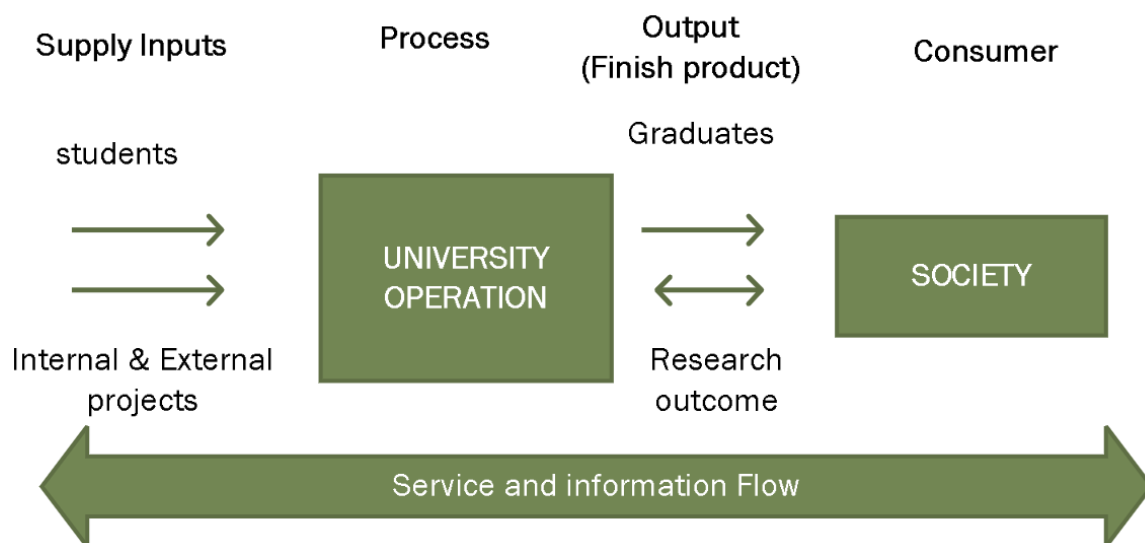 Supply Inputs
Process
Output
(Finish product)
Consumer
students
Graduates
UNIVERSITY
OPERATION
SOCIETY
Internal & External
projects
Research
outcome
Service and information Flow